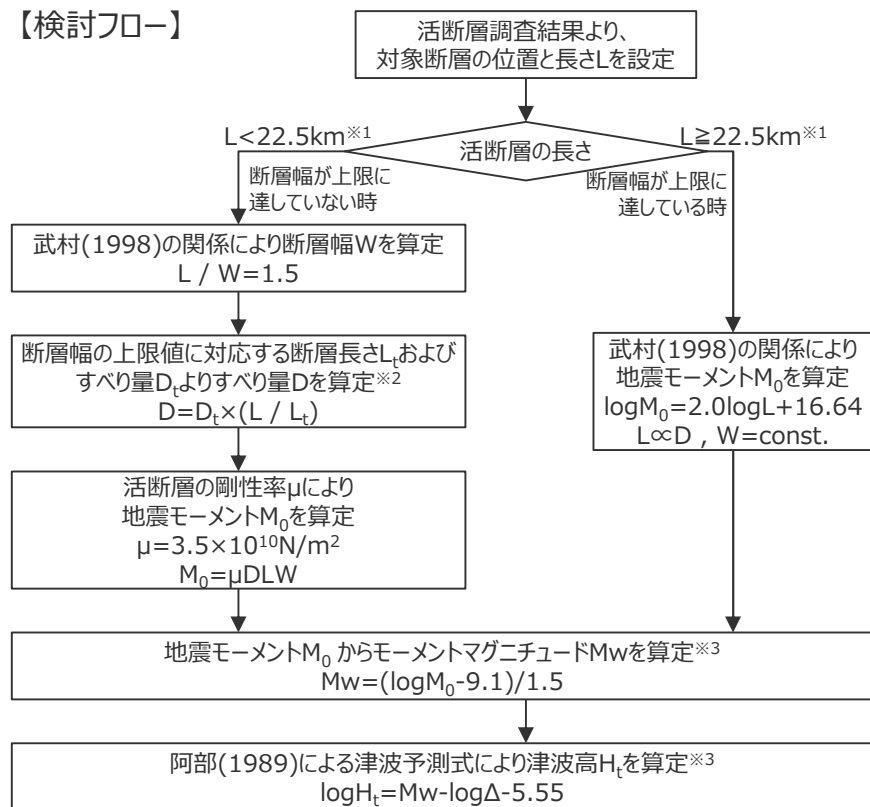 【検討フロー】
活断層調査結果より、
対象断層の位置と長さLを設定
L<22.5km※1
活断層の長さ
L≧22.5km※1
断層幅が上限に
達していない時
断層幅が上限に
達している時
武村(1998)の関係により断層幅Wを算定
L / W=1.5
断層幅の上限値に対応する断層長さLtおよび
すべり量Dtよりすべり量Dを算定※2
D=Dt×(L / Lt)
武村(1998)の関係により
地震モーメントM0を算定
logM0=2.0logL+16.64
L∝D , W=const.
活断層の剛性率μにより
地震モーメントM0を算定
μ=3.5×10¹⁰N/m²
M0=μDLW
地震モーメントM0 からモーメントマグニチュードMwを算定※3
Mw=(logM0-9.1)/1.5
阿部(1989)による津波予測式により津波高Htを算定※3
logHt=Mw-logΔ-5.55